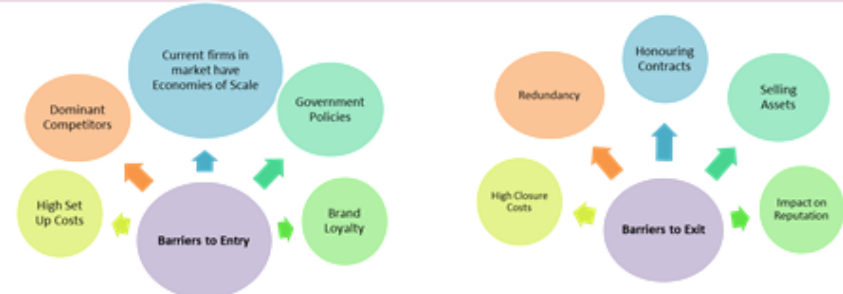 Current firms in
market have
Economies of Scale
Dominant
Competitors
Government
Policies
High Set
Up Costs
Brand
Loyalty
Barriers to Entry
Honouring
Contracts
Redundancy
Selling
Assets
High Closure
Costs
Impact on
Reputation
Barriers to Exit